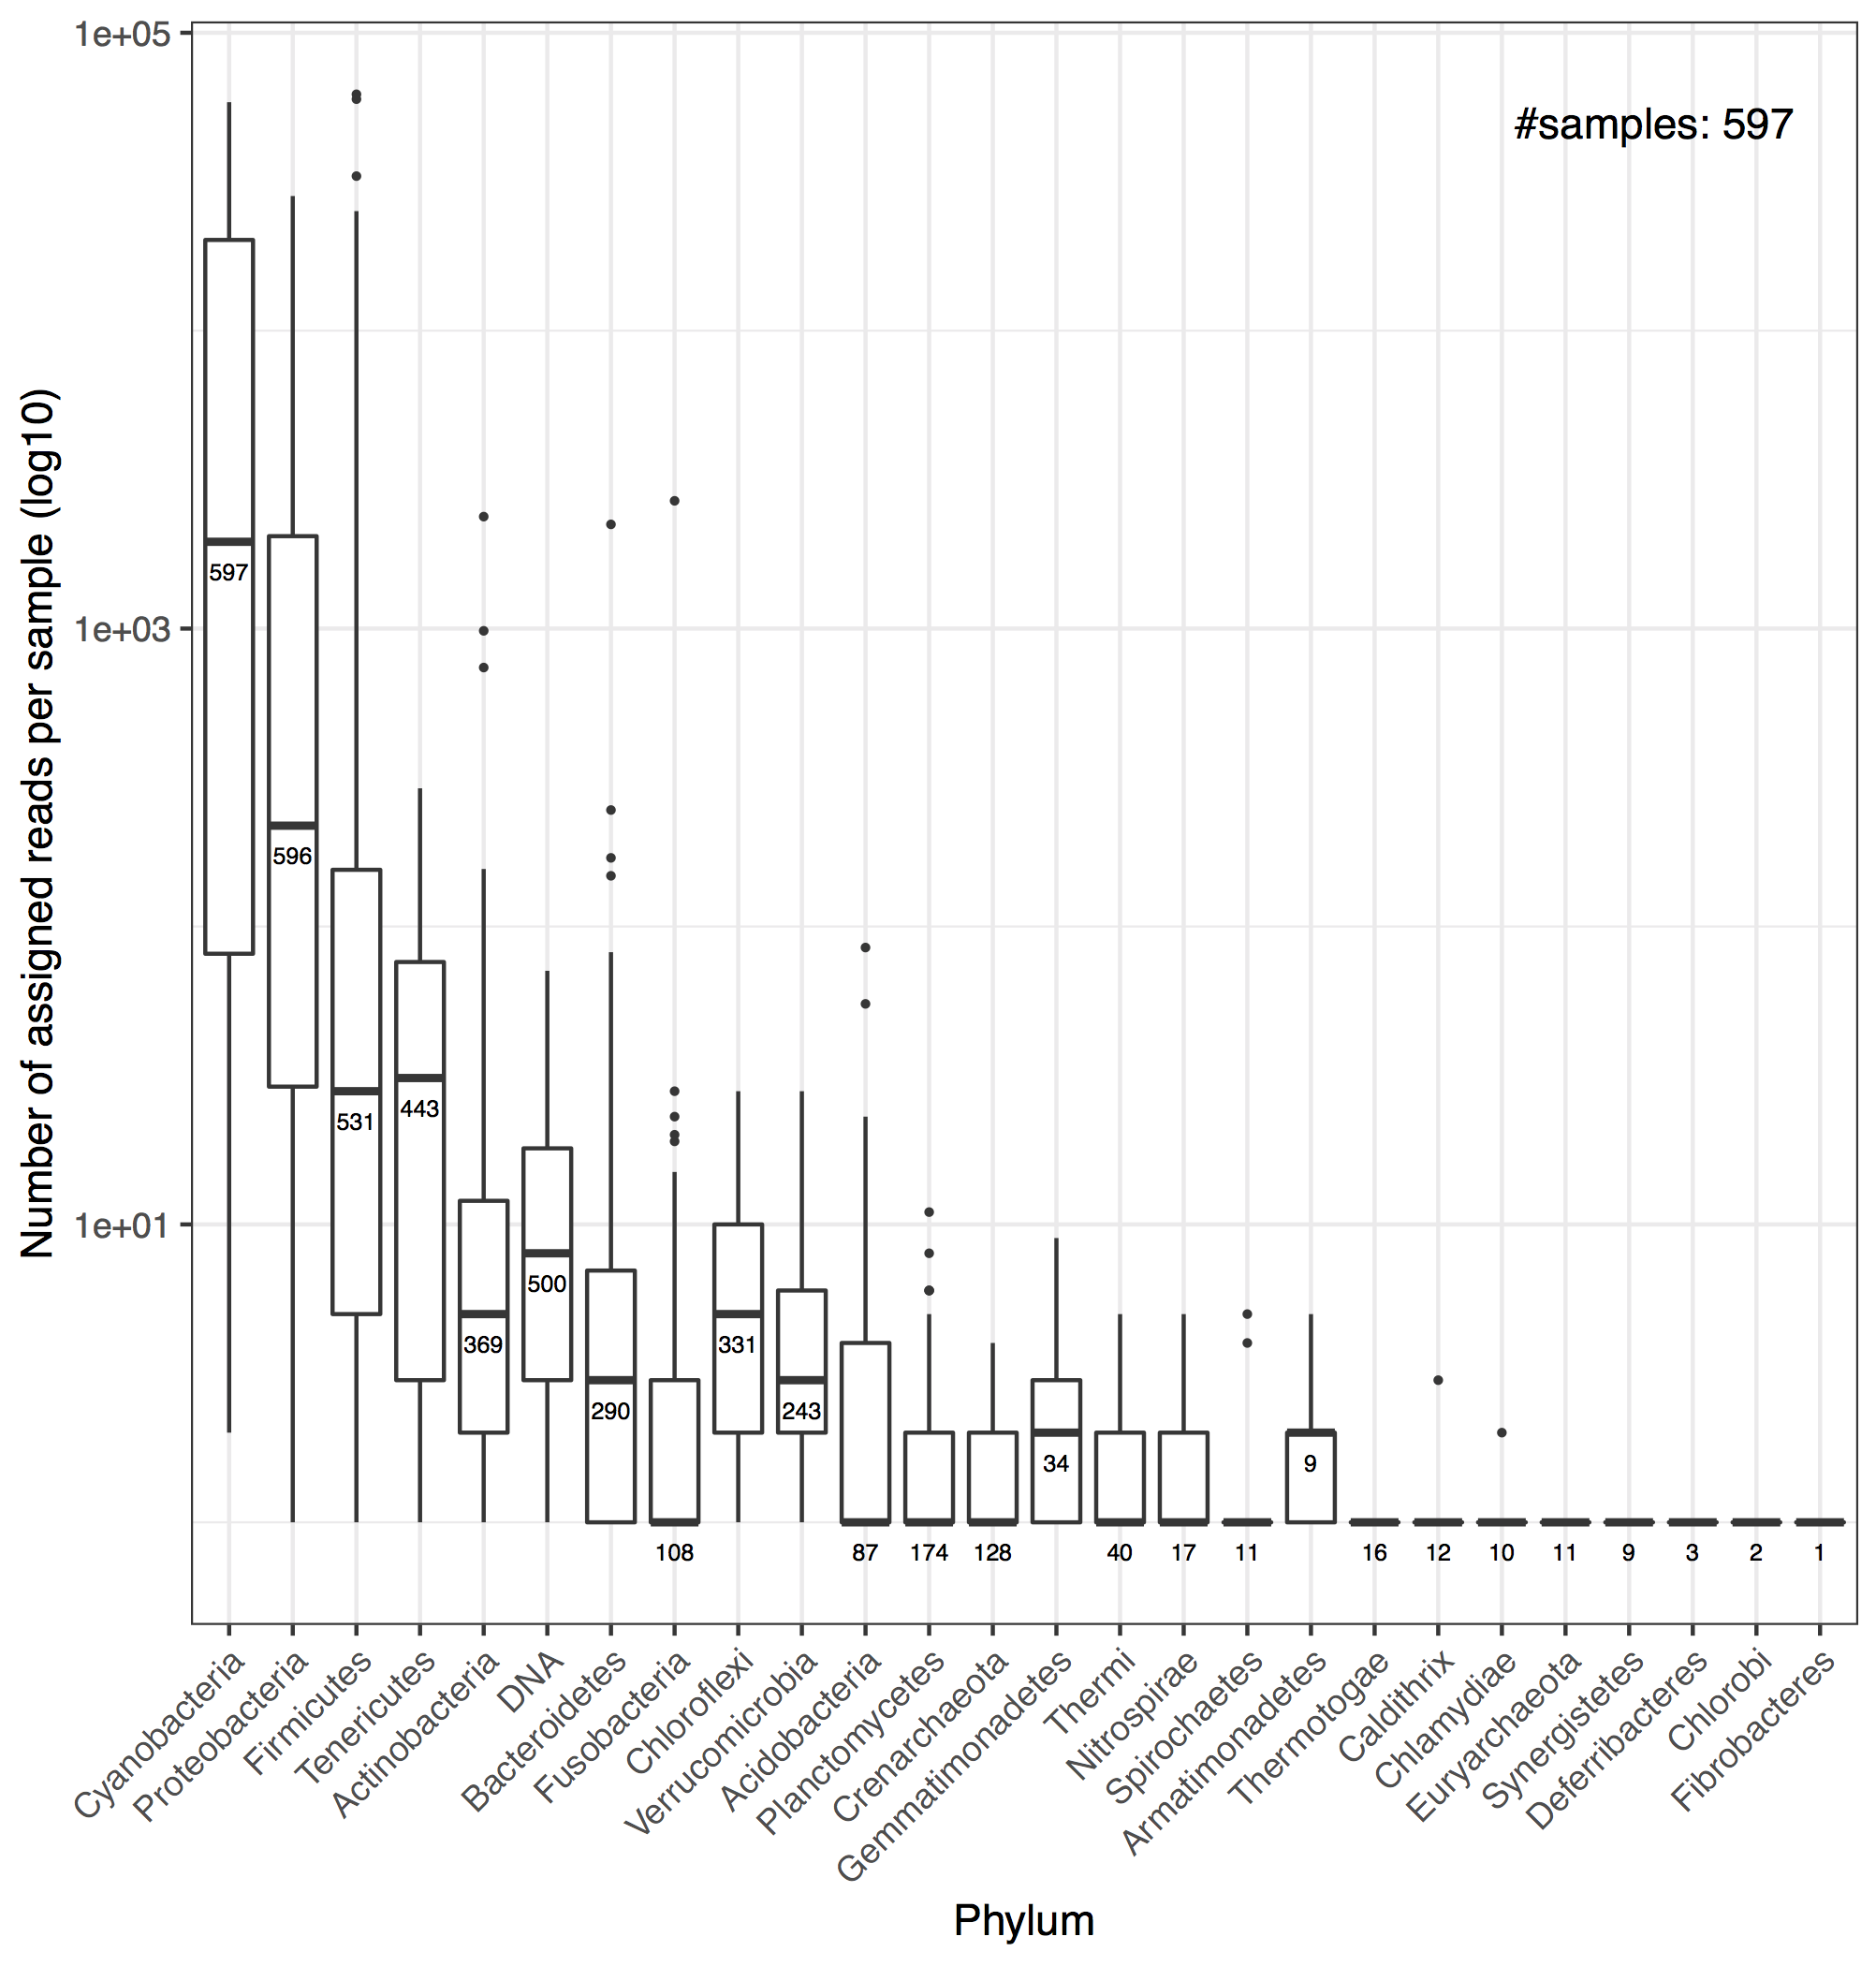 1e+05
#samples: 597
1e+03
1e+01
Number of assigned reads per sample (log10)
597
596
531
443
369
500
290
108
331
243
87
174
128
34
40
17
11
9
16
12
10
11
9
3
2
1
Cyanobacteria
Proteobacteria
Firmicutes
Tenericutes
Actinobacteria
DNA
Bacteroidetes
Fusobacteria
Chloroflexi
Verrucomicrobia
Acidobacteria
Planctomycetes
Crenarchaeota
Gemmatimonadetes
Thermi
Nitrospirae
Spirochaetes
Armatimonadetes
Thermotogae
Caldithrix
Chlamydiae
Euryarchaeota
Synergistetes
Deferribacteres
Chlorobi
Fibrobacteres
Phylum